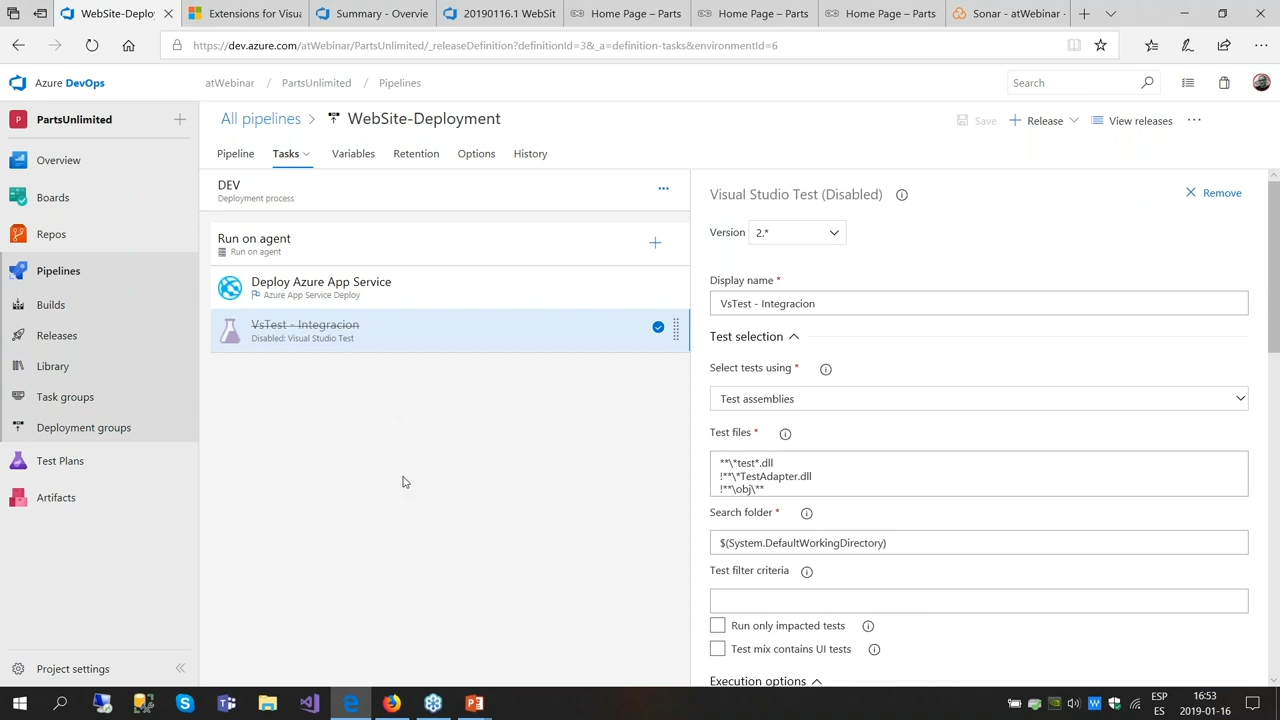 WebSite-Deploy
Extensions for Visua
Summary - Overvie
20190116.1 WebSit
Home Page – Parts
Home Page – Parts
Home Page – Parts
Sonar - atWebinar -
https://dev.azure.com/atWebinar/PartsUnlimited/_releaseDefinition?definitionId=3&_a=definition-tasks&environmentId=6
Azure DevOps
atWebinar / PartsUnlimited / Pipelines
Search
P PartsUnlimited
All pipelines > WebSite-Deployment
Save
Release
View releases
Pipeline
Tasks
Variables
Retention
Options
History
Overview
Boards
Repos
Pipelines
Builds
Releases
Library
Task groups
Deployment groups
Test Plans
Artifacts
Project settings
DEV
Deployment process
Run on agent
Run on agent
Deploy Azure App Service
Azure App Service Deploy
VsTest - Integracion
Disabled: Visual Studio Test
Visual Studio Test (Disabled)
Remove
Version 2.*
Display name *
VsTest - Integracion
Test selection
Select tests using *
Test assemblies
Test files *
**\*test*.dll
!**\*TestAdapter.dll
!**\obj\**
Search folder *
$(System.DefaultWorkingDirectory)
Test filter criteria
Run only impacted tests
Test mix contains UI tests
Execution options
ESP
ES
16:53
2019-01-16